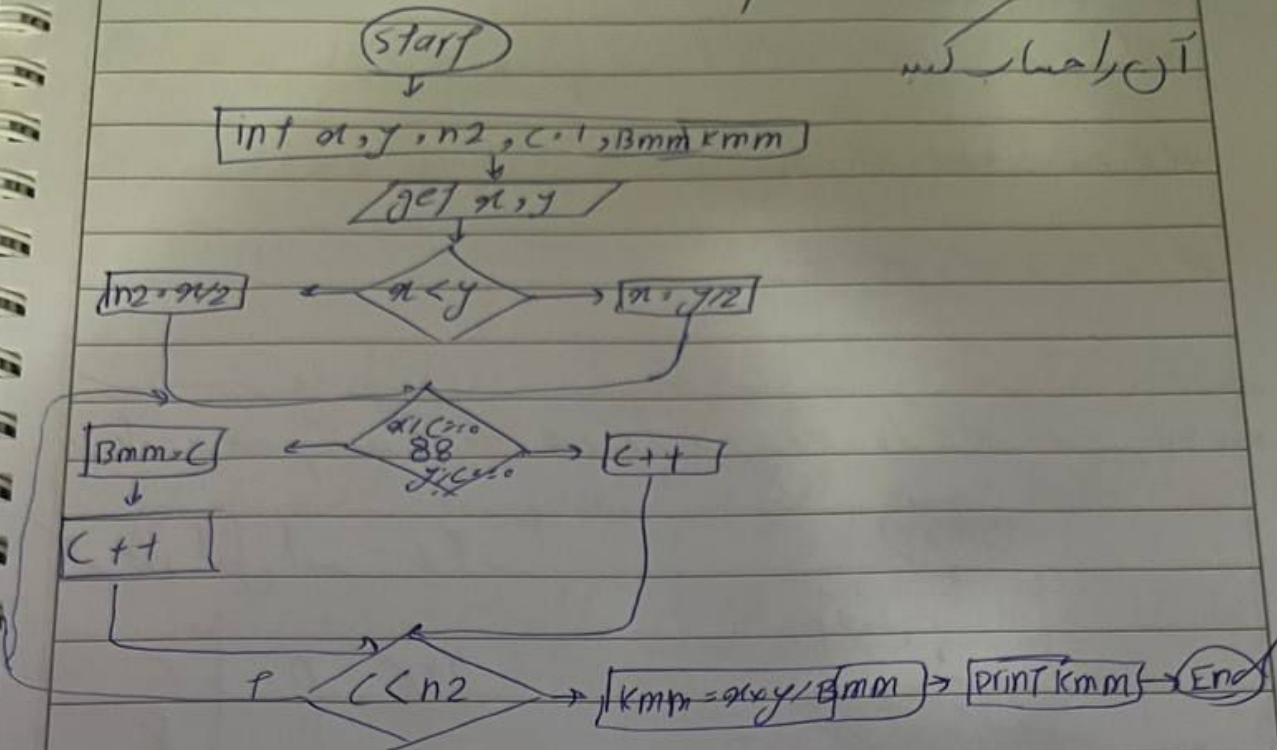 آن را حساب کنید
start
int x, y, n2, c=1, Bmm kmm
get x, y
n2=x/2
x<y
n=y/2
Bmm=C
x%c==0
&&
y%c==0
C++
C++
C<n2
kmm=x*y/Bmm
print kmm
End